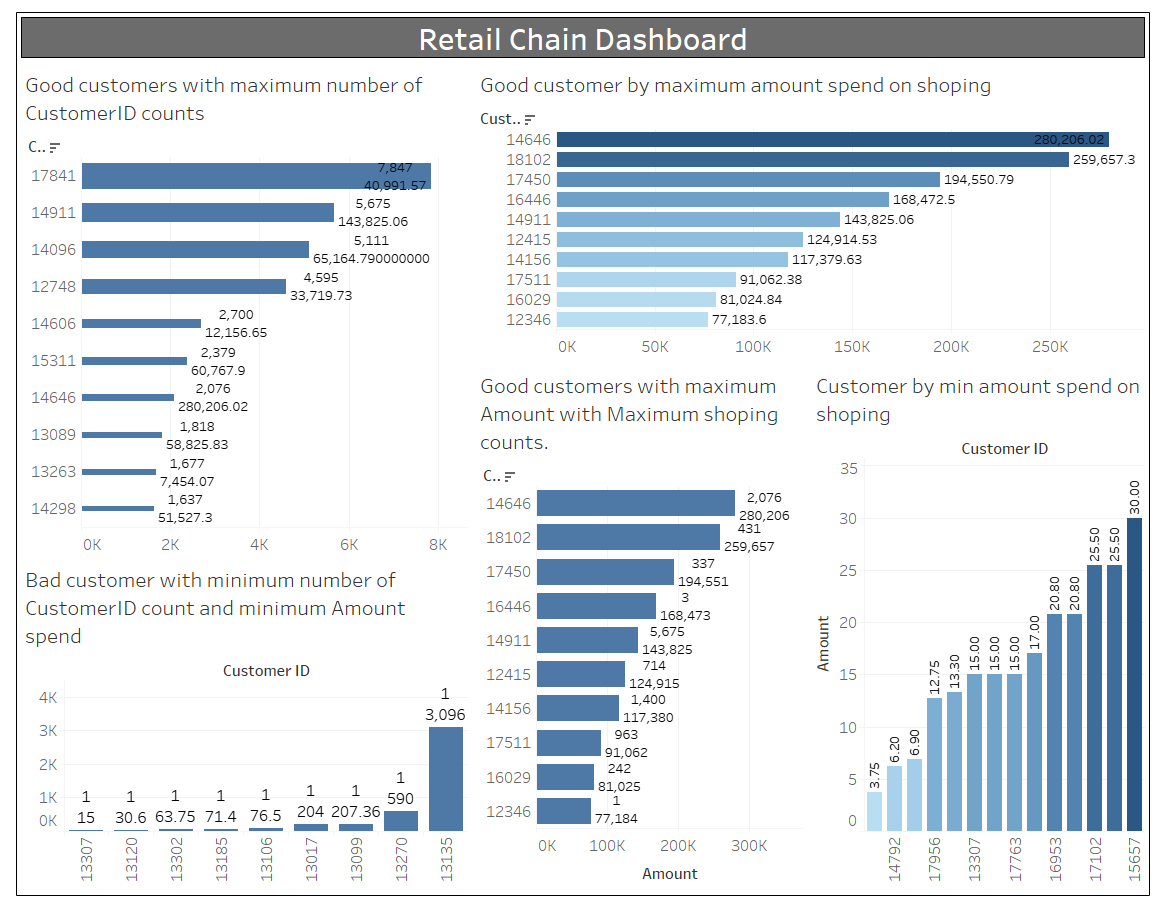 Retail Chain Dashboard
Good customers with maximum number of
CustomerID counts
C..
17841
7,847
40,991.57
14911
5,675
143,825.06
14096
5,111
65,164.790000000
12748
4,595
33,719.73
14606
2,700
12,156.65
15311
2,379
60,767.9
14646
2,076
280,206.02
13089
1,818
58,825.83
13263
1,677
7,454.07
14298
1,637
51,527.3
0K 2K 4K 6K 8K
Good customer by maximum amount spend on shoping
Cust..
14646 280,206.02
18102 259,657.3
17450 194,550.79
16446 168,472.5
14911 143,825.06
12415 124,914.53
14156 117,379.63
17511 91,062.38
16029 81,024.84
12346 77,183.6
0K 50K 100K 150K 200K 250K
Bad customer with minimum number of
CustomerID count and minimum Amount
spend
Customer ID
4K
3K
2K
1K
0K
1 1 1 1 1 1 1 1 1
15 30.6 63.75 71.4 76.5 204 207.36 590 3,096
13307 13120 13302 13185 13106 13017 13099 13270 13135
Good customers with maximum
Amount with Maximum shoping
counts.
C..
14646
2,076
280,206
18102
431
259,657
17450
337
194,551
16446
3
168,473
14911
5,675
143,825
12415
714
124,915
14156
1,400
117,380
17511
963
91,062
16029
242
81,025
12346
1
77,184
0K 100K 200K 300K
Amount
Customer by min amount spend on
shoping
Customer ID
35
30
25
20
15
10
5
0
Amount
3.75 6.20 6.90 12.75 13.30 15.00 15.00 15.00 17.00 20.80 20.80 25.50 25.50 30.00
14792 17956 13307 17763 16953 17102 15657